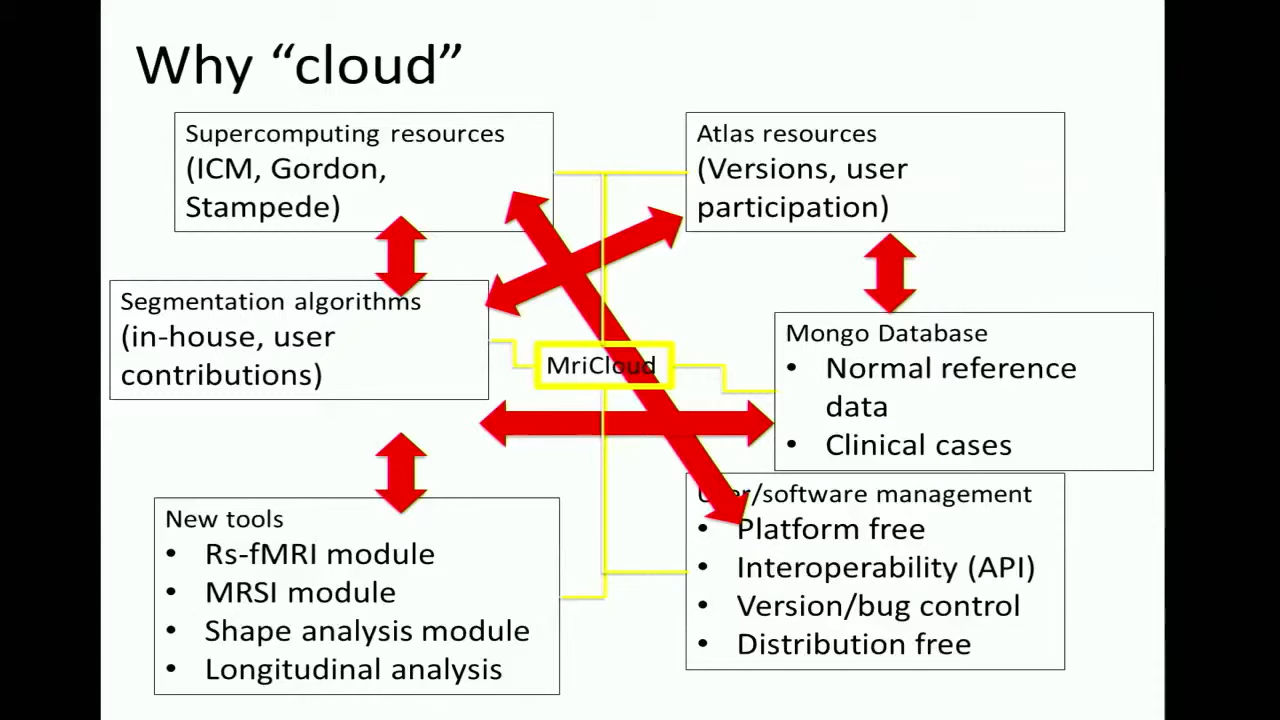 Why “cloud”
Supercomputing resources
(ICM, Gordon,
Stampede)
Atlas resources
(Versions, user
participation)
Segmentation algorithms
(in-house, user
contributions)
MriCloud
Mongo Database
• Normal reference
data
• Clinical cases
New tools
• Rs-fMRI module
• MRSI module
• Shape analysis module
• Longitudinal analysis
User/software management
• Platform free
• Interoperability (API)
• Version/bug control
• Distribution free